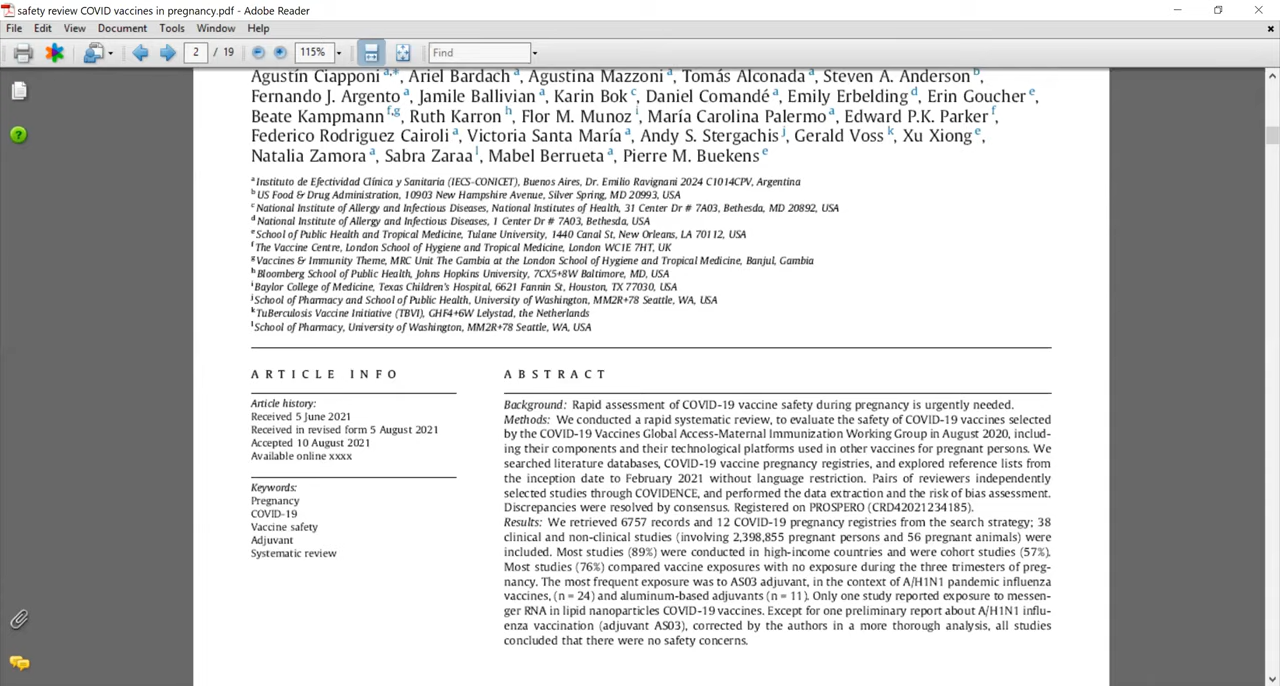 safety review COVID vaccines in pregnancy.pdf - Adobe Reader
File Edit View Document Tools Window Help
2 / 19 115% Find
Agustín Ciapponi a,*, Ariel Bardach a, Agustina Mazzoni a, Tomás Alconada a, Steven A. Anderson b,
Fernando J. Argento a, Jamile Ballivian a, Karin Bok c, Daniel Comandé a, Emily Erbelding d, Erin Goucher e,
Beate Kampmann f,g, Ruth Karron h, Flor M. Munoz i, María Carolina Palermo a, Edward P.K. Parker f,
Federico Rodriguez Cairoli a, Victoria Santa María a, Andy S. Stergachis j, Gerald Voss k, Xu Xiong e,
Natalia Zamora a, Sabra Zaraa l, Mabel Berrueta a, Pierre M. Buekens e
a Instituto de Efectividad Clínica y Sanitaria (IECS-CONICET), Buenos Aires, Dr. Emilio Ravignani 2024 C1014CPV, Argentina
b US Food & Drug Administration, 10903 New Hampshire Avenue, Silver Spring, MD 20993, USA
c National Institute of Allergy and Infectious Diseases, National Institutes of Health, 31 Center Dr # 7A03, Bethesda, MD 20892, USA
d National Institute of Allergy and Infectious Diseases, 1 Center Dr # 7A03, Bethesda, USA
e School of Public Health and Tropical Medicine, Tulane University, 1440 Canal St, New Orleans, LA 70112, USA
f The Vaccine Centre, London School of Hygiene and Tropical Medicine, London WC1E 7HT, UK
g Vaccines & Immunity Theme, MRC Unit The Gambia at the London School of Hygiene and Tropical Medicine, Banjul, Gambia
h Bloomberg School of Public Health, Johns Hopkins University, 7CX5+8W Baltimore, MD, USA
i Baylor College of Medicine, Texas Children's Hospital, 6621 Fannin St, Houston, TX 77030, USA
j School of Pharmacy and School of Public Health, University of Washington, MM2R+78 Seattle, WA, USA
k TuBerculosis Vaccine Initiative (TBVI), GHF4+6W Lelystad, the Netherlands
l School of Pharmacy, University of Washington, MM2R+78 Seattle, WA, USA
ARTICLE INFO
Article history:
Received 5 June 2021
Received in revised form 5 August 2021
Accepted 10 August 2021
Available online xxxx
Keywords:
Pregnancy
COVID-19
Vaccine safety
Adjuvant
Systematic review
ABSTRACT
Background: Rapid assessment of COVID-19 vaccine safety during pregnancy is urgently needed.
Methods: We conducted a rapid systematic review, to evaluate the safety of COVID-19 vaccines selected
by the COVID-19 Vaccines Global Access-Maternal Immunization Working Group in August 2020, includ-
ing their components and their technological platforms used in other vaccines for pregnant persons. We
searched literature databases, COVID-19 vaccine pregnancy registries, and explored reference lists from
the inception date to February 2021 without language restriction. Pairs of reviewers independently
selected studies through COVIDENCE, and performed the data extraction and the risk of bias assessment.
Discrepancies were resolved by consensus. Registered on PROSPERO (CRD42021234185).
Results: We retrieved 6757 records and 12 COVID-19 pregnancy registries from the search strategy; 38
clinical and non-clinical studies (involving 2,398,855 pregnant persons and 56 pregnant animals) were
included. Most studies (89%) were conducted in high-income countries and were cohort studies (57%).
Most studies (76%) compared vaccine exposures with no exposure during the three trimesters of preg-
nancy. The most frequent exposure was to AS03 adjuvant, in the context of A/H1N1 pandemic influenza
vaccines, (n = 24) and aluminum-based adjuvants (n = 11). Only one study reported exposure to messen-
ger RNA in lipid nanoparticles COVID-19 vaccines. Except for one preliminary report about A/H1N1 influ-
enza vaccination (adjuvant AS03), corrected by the authors in a more thorough analysis, all studies
concluded that there were no safety concerns.